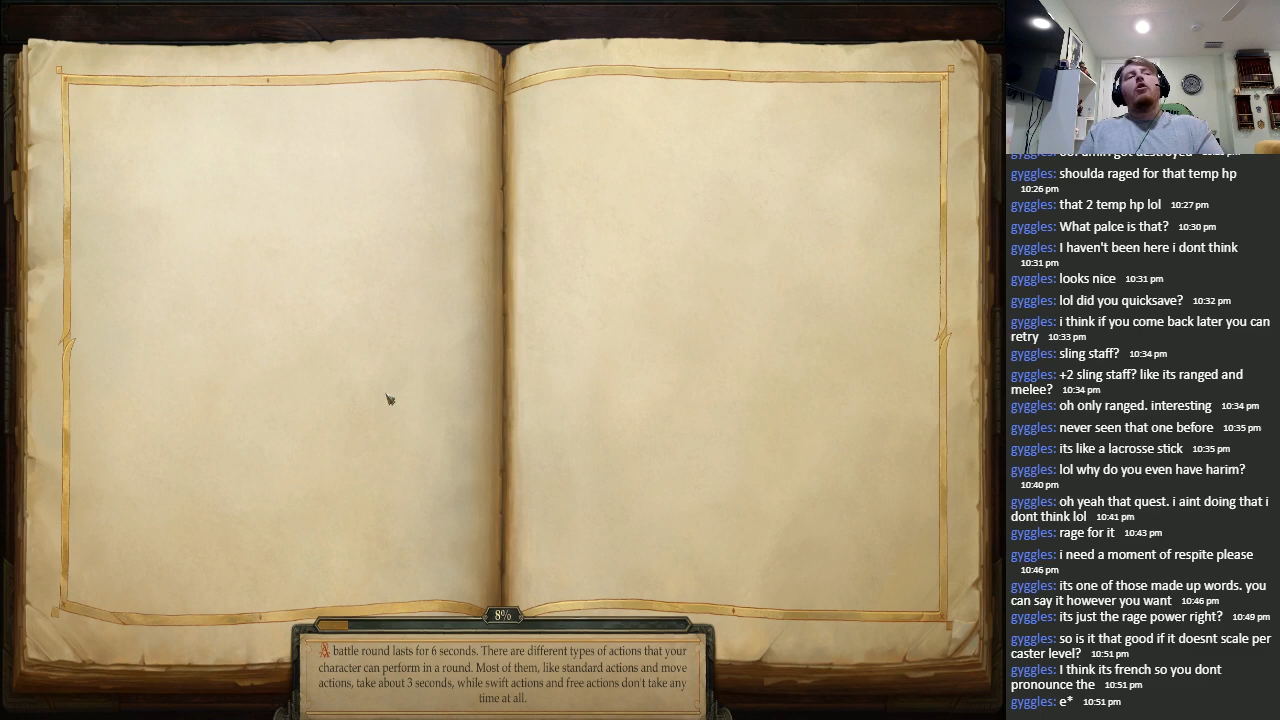 gyggles:
shoulda raged for that temp hp
10:26 pm
gyggles: that 2 temp hp lol 10:27 pm
gyggles: What palce is that? 10:30 pm
gyggles: I haven't been here i dont think
10:31 pm
gyggles: looks nice 10:31 pm
gyggles: lol did you quicksave? 10:32 pm
gyggles: i think if you come back later you can
retry 10:33 pm
gyggles: sling staff? 10:34 pm
gyggles: +2 sling staff? like its ranged and
melee? 10:34 pm
gyggles: oh only ranged. interesting 10:34 pm
gyggles: never seen that one before 10:35 pm
gyggles: its like a lacrosse stick 10:35 pm
gyggles: lol why do you even have harim?
10:40 pm
gyggles: oh yeah that quest. i aint doing that i
dont think lol 10:41 pm
gyggles: rage for it 10:43 pm
gyggles: i need a moment of respite please
10:46 pm
gyggles: its one of those made up words. you
can say it however you want 10:46 pm
gyggles: its just the rage power right? 10:49 pm
gyggles: so is it that good if it doesnt scale per
caster level? 10:51 pm
gyggles: I think its french so you dont
pronounce the 10:51 pm
gyggles: e* 10:51 pm
8%
A battle round lasts for 6 seconds. There are different types of actions that your
character can perform in a round. Most of them, like standard actions and move
actions, take about 3 seconds, while swift actions and free actions don't take any
time at all.